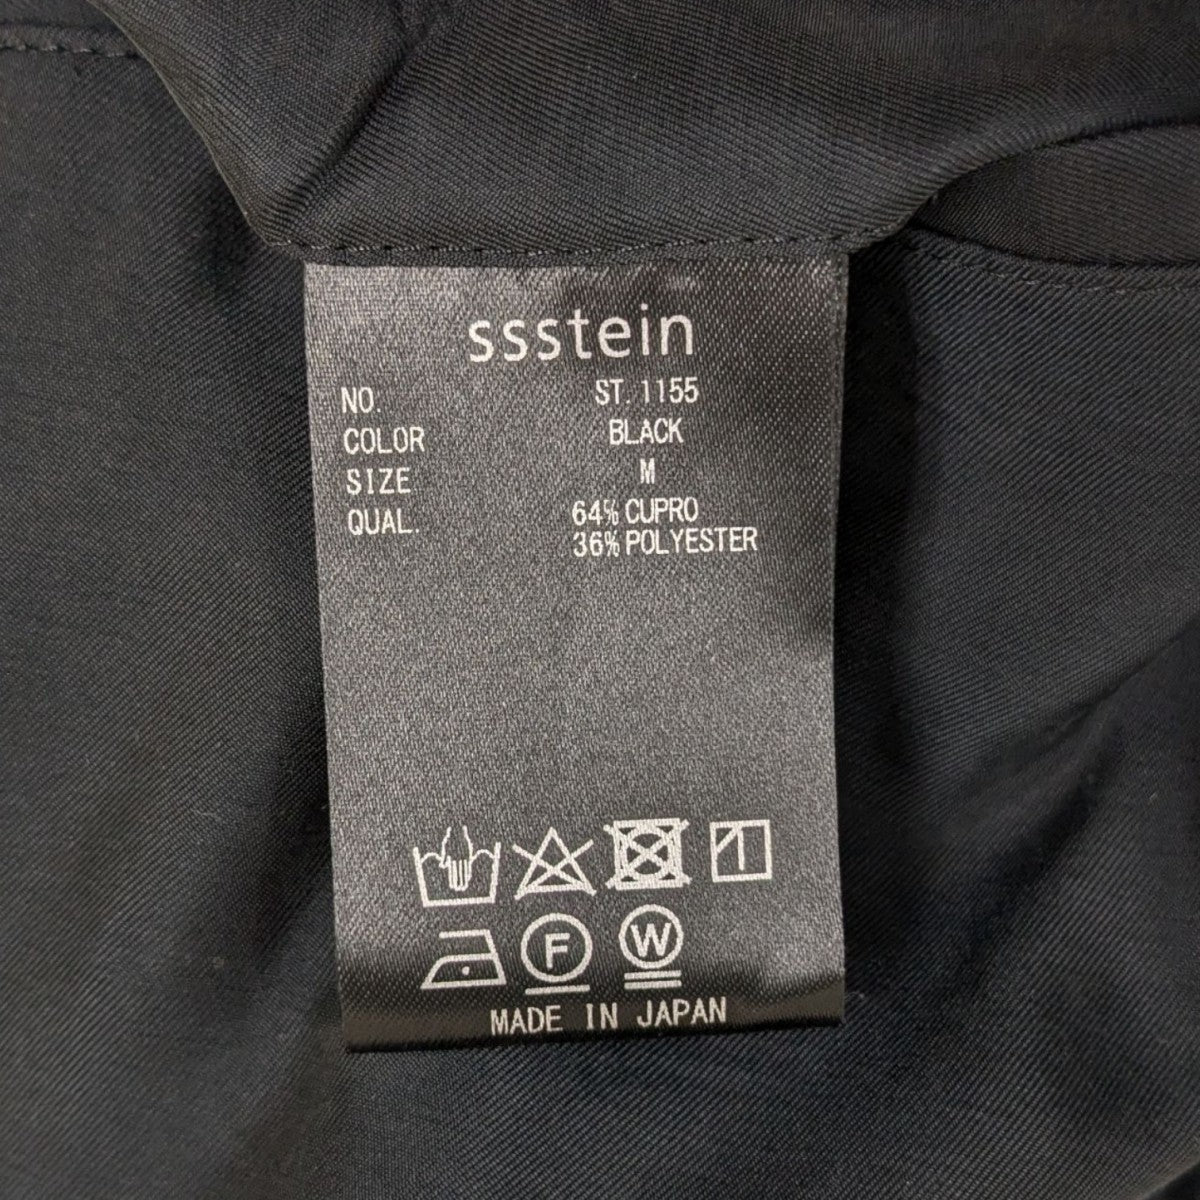 ssstein
NO. ST. 1155
COLOR BLACK
SIZE M
QUAL. 64% CUPRO
36% POLYESTER
F W
MADE IN JAPAN